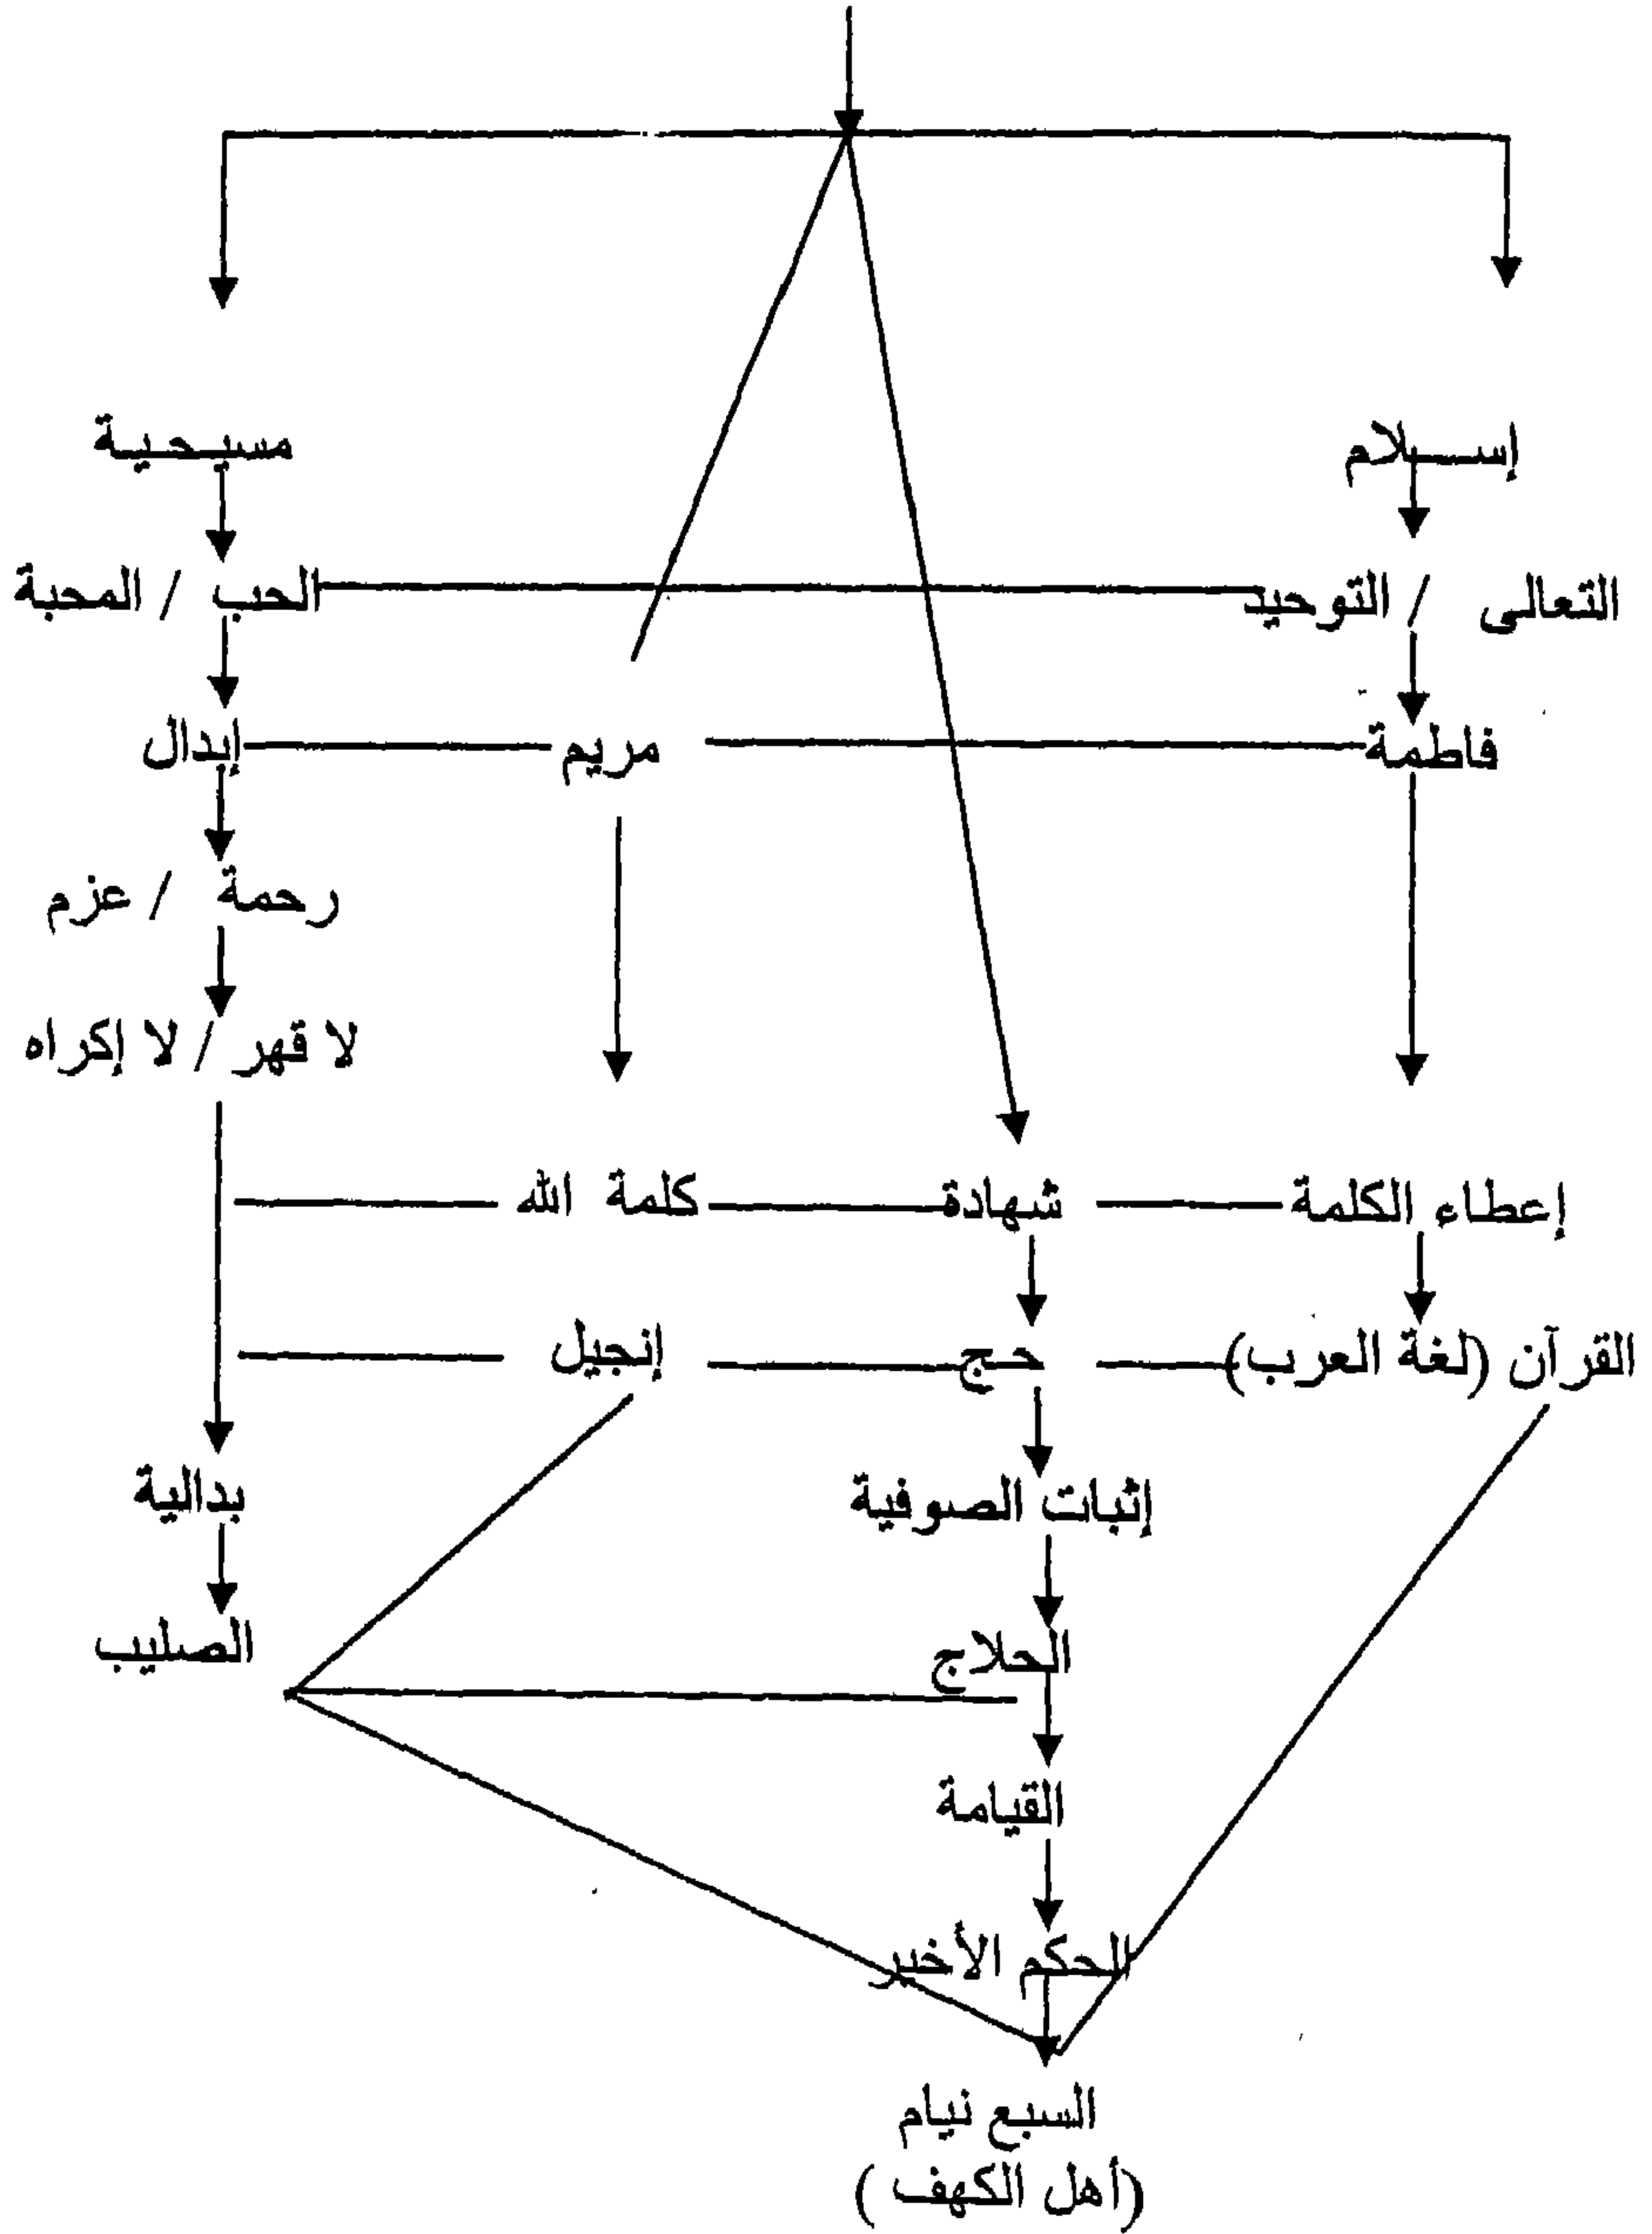 إسلام مسيحية
التعالى / التوحيد الحب / المحبة
فاطمة مريم إبدال
رحمة / عزم
لا قهر / لا إكراه
إعطاء الكلمة شهادة كلمة الله
القرآن (لغة العرب) حج إنجيل
إثبات الصوفية بدالية
الحلاج الصليب
القيامة
الحكم الأخير
السبع نيام
(أهل الكهف)